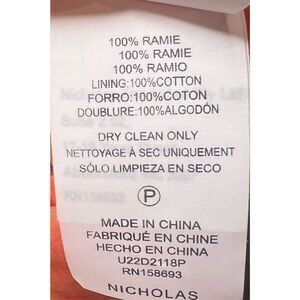 100% RAMIE
100% RAMIE
100% RAMIO
LINING:100%COTTON
FORRO:100%COTON
DOUBLURE:100%ALGODÓN
DRY CLEAN ONLY
NETTOYAGE À SEC UNIQUEMENT
SÓLO LIMPIEZA EN SECO
P
MADE IN CHINA
FABRIQUÉ EN CHINE
HECHO EN CHINA
U22D2118P
RN158693
NICHOLAS